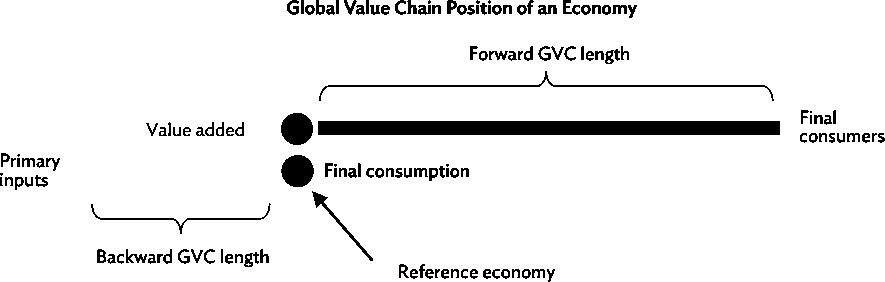 Global Value Chain Position of an Economy
Forward GVC length
Value added
Final
consumers
Primary
inputs
Final consumption
Backward GVC length
Reference economy